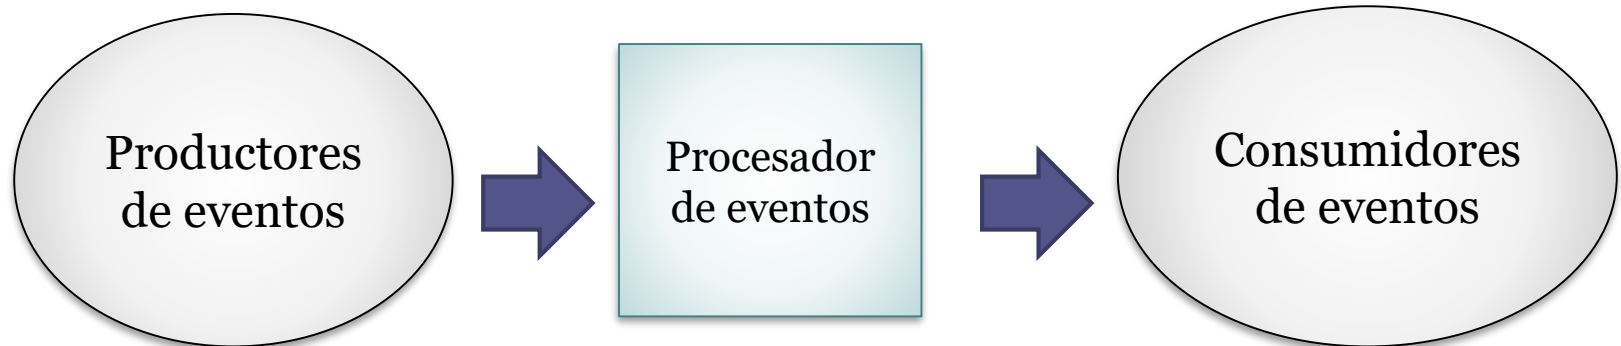 Productores
de eventos
Procesador
de eventos
Consumidores
de eventos